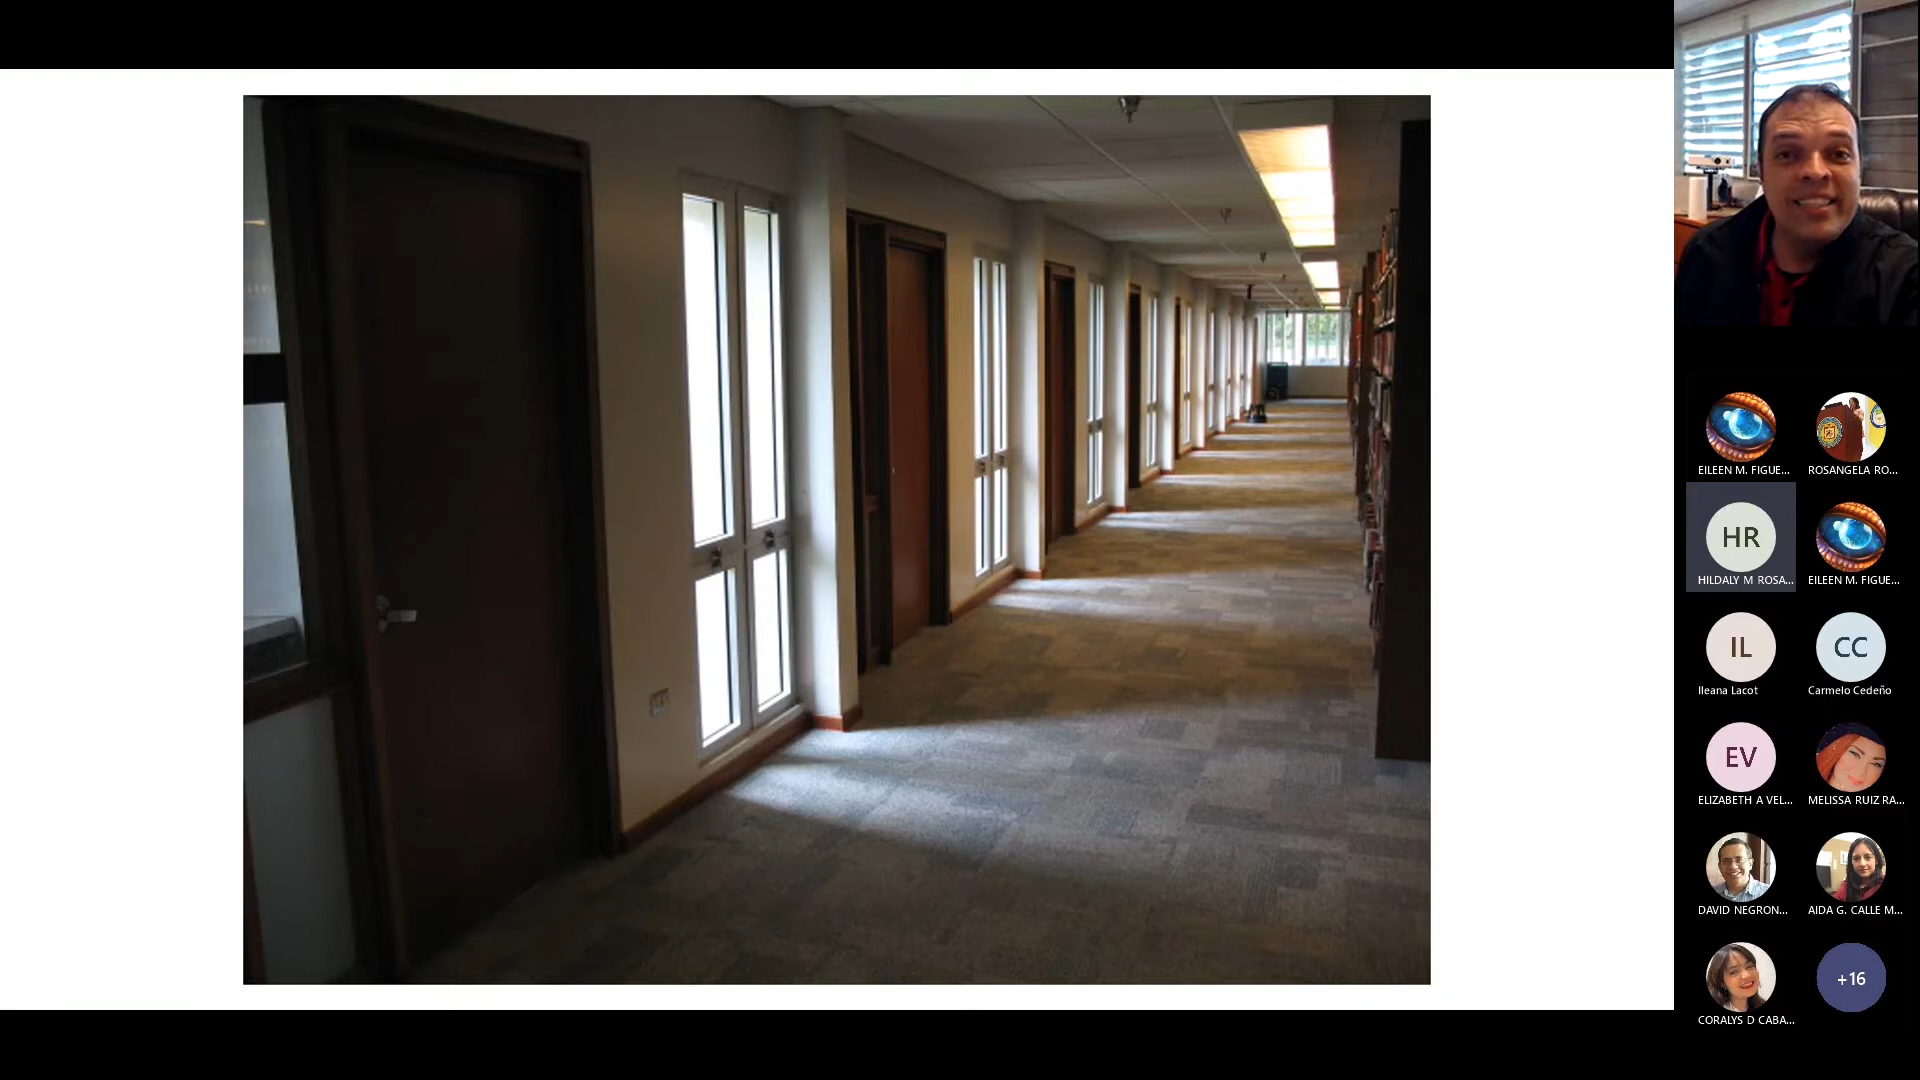 EILEEN M. FIGUE...
ROSANGELA RO...
HR
HILDALY M ROSA...
EILEEN M. FIGUE...
IL
Ileana Lacot
CC
Carmelo Cedeño
EV
ELIZABETH A VEL...
MELISSA RUIZ RA...
DAVID NEGRON...
AIDA G. CALLE M...
CORALYS D CABA...
+16